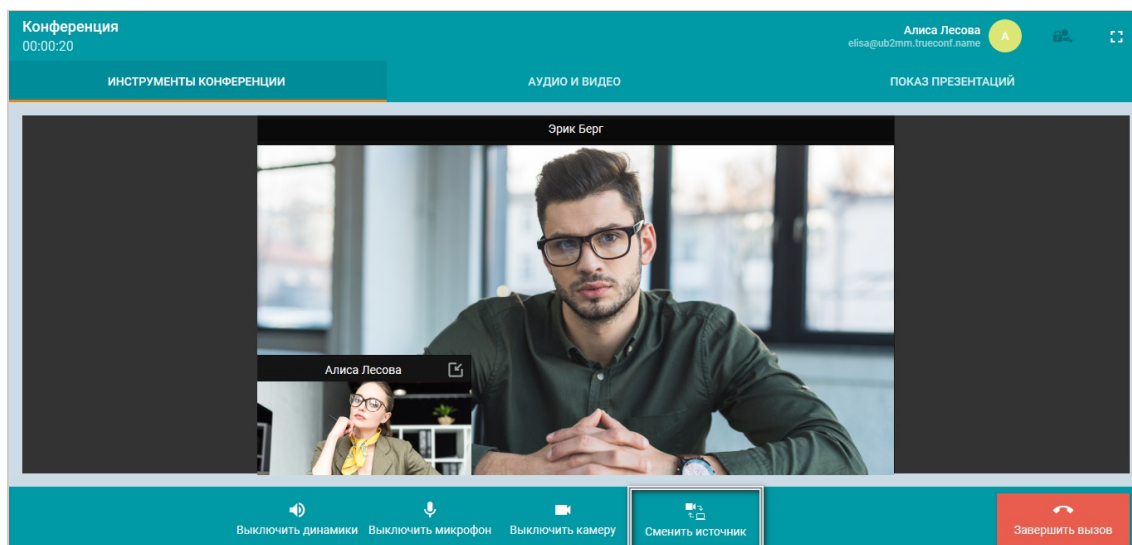 Конференция
00:00:20
Алиса Лесова
elisa@ub2mm.trueconf.name
A
ИНСТРУМЕНТЫ КОНФЕРЕНЦИИ
АУДИО И ВИДЕО
ПОКАЗ ПРЕЗЕНТАЦИЙ
Эрик Берг
Алиса Лесова
Выключить динамики
Выключить микрофон
Выключить камеру
Сменить источник
Завершить вызов